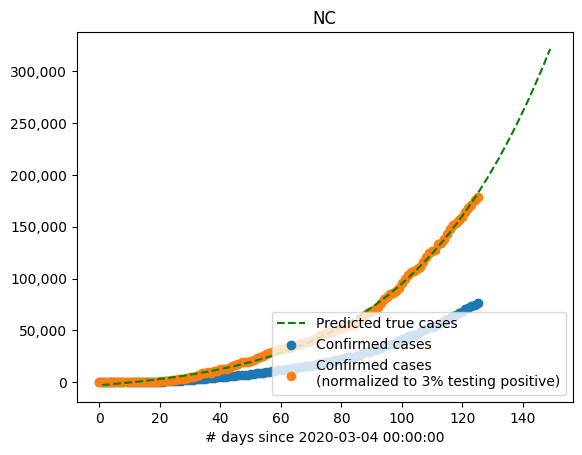 NC
300,000
250,000
200,000
150,000
100,000
50,000
0
Predicted true cases
Confirmed cases
Confirmed cases
(normalized to 3% testing positive)
0 20 40 60 80 100 120 140
# days since 2020-03-04 00:00:00